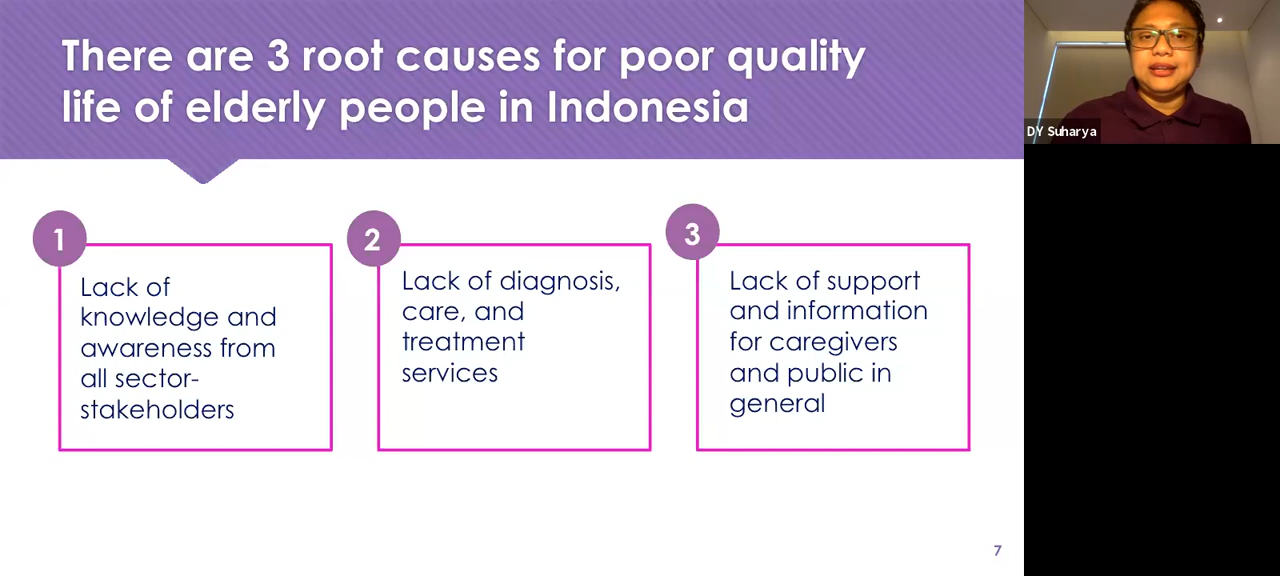 There are 3 root causes for poor quality
life of elderly people in Indonesia
1
Lack of
knowledge and
awareness from
all sector-
stakeholders
2
Lack of diagnosis,
care, and
treatment
services
3
Lack of support
and information
for caregivers
and public in
general
7
DY Suharya